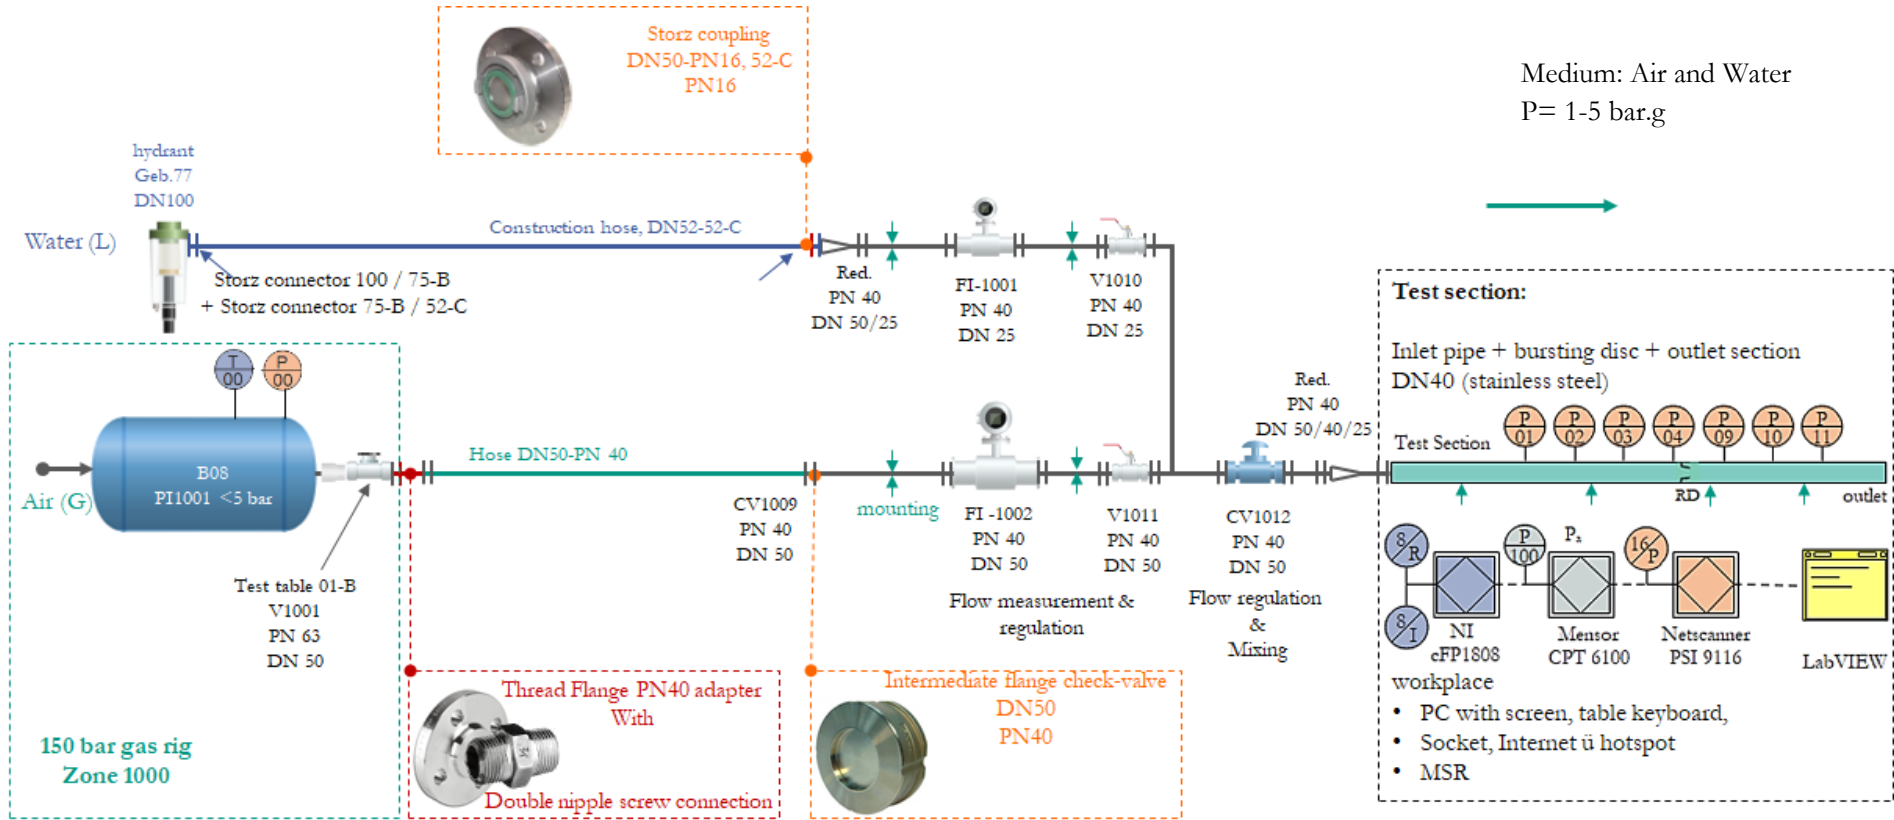 Storz coupling
DN50-PN16, 52-C
PN16
Medium: Air and Water
P= 1-5 bar.g
hydrant
Geb.77
DN100
Water (L)
Construction hose, DN52-52-C
Storz connector 100 / 75-B
+ Storz connector 75-B / 52-C
Red.
PN 40
DN 50/25
FI-1001
PN 40
DN 25
V1010
PN 40
DN 25
T
00
P
00
B08
PI1001 <5 bar
Air (G)
Hose DN50-PN 40
Test table 01-B
V1001
PN 63
DN 50
CV1009
PN 40
DN 50
mounting
FI -1002
PN 40
DN 50
V1011
PN 40
DN 50
Flow measurement &
regulation
CV1012
PN 40
DN 50
Flow regulation
&
Mixing
Red.
PN 40
DN 50/40/25
Test section:
Inlet pipe + bursting disc + outlet section
DN40 (stainless steel)
Test Section
P
01
P
02
P
03
P
04
P
09
P
10
P
11
RD
outlet
8/R
8/I
P
100
Pa
16/P
NI
cFP1808
Mensor
CPT 6100
Netscanner
PSI 9116
LabVIEW
workplace
• PC with screen, table keyboard,
• Socket, Internet ü hotspot
• MSR
150 bar gas rig
Zone 1000
Thread Flange PN40 adapter
With
Double nipple screw connection
Intermediate flange check-valve
DN50
PN40